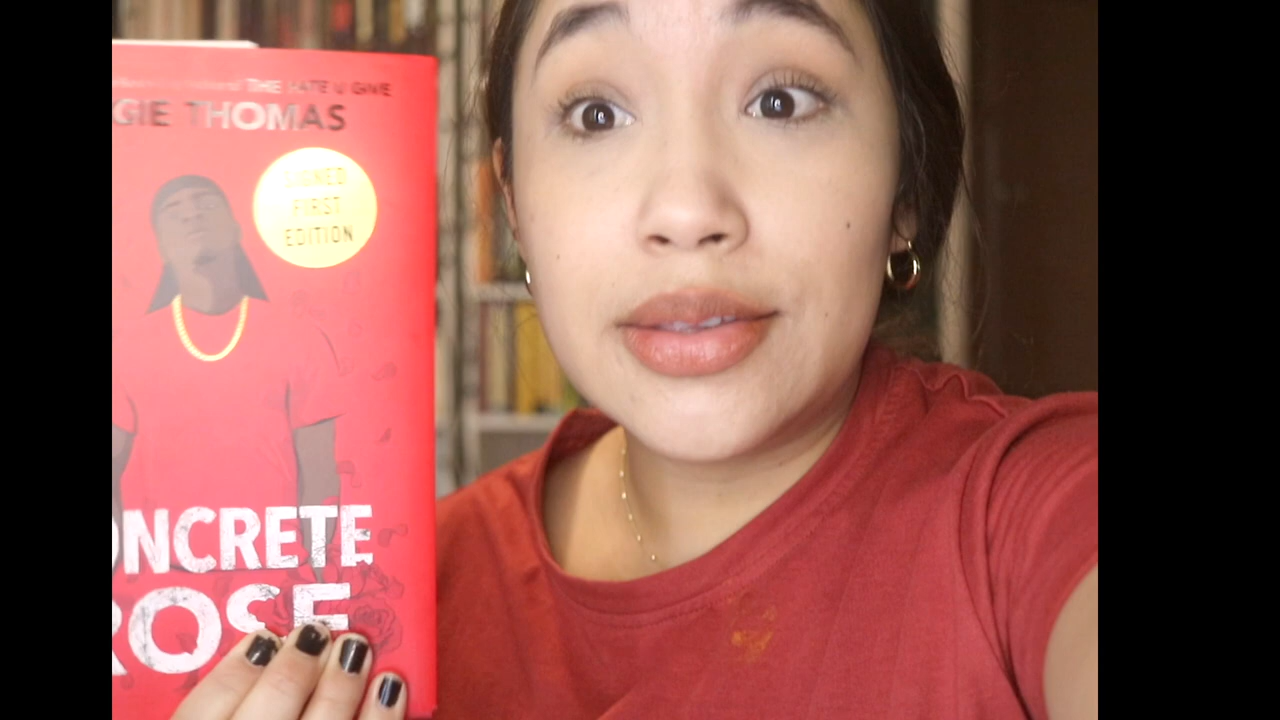 THE HATE U GIVE
GIE THOMAS
SIGNED
FIRST
EDITION
ONCRETE
ROSE